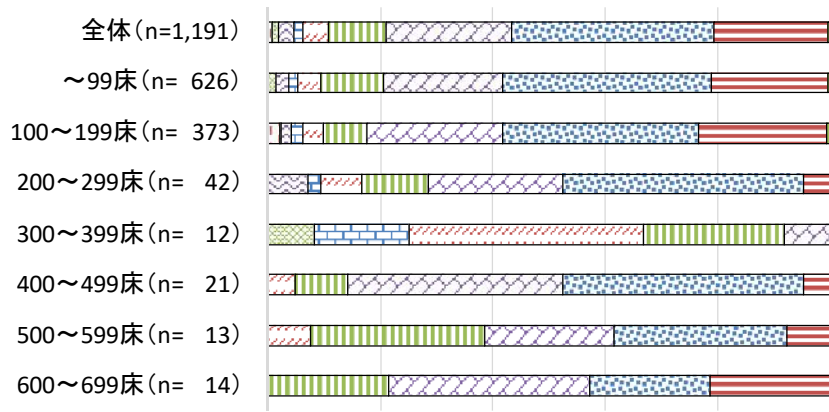 全体(n=1,191)
～99床(n= 626)
100～199床(n= 373)
200～299床(n= 42)
300～399床(n= 12)
400～499床(n= 21)
500～599床(n= 13)
600～699床(n= 14)